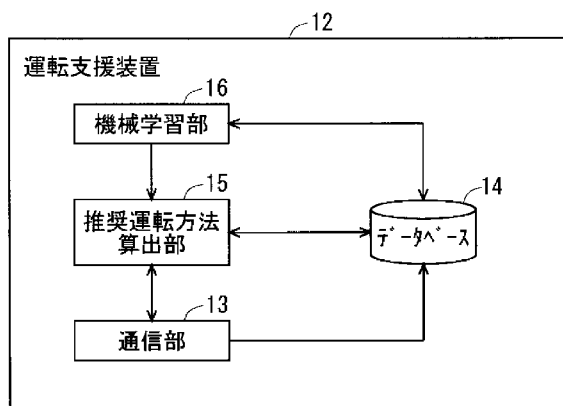 12
運転支援装置
16
機械学習部
15
14
推奨運転方法
算出部
データベース
13
通信部